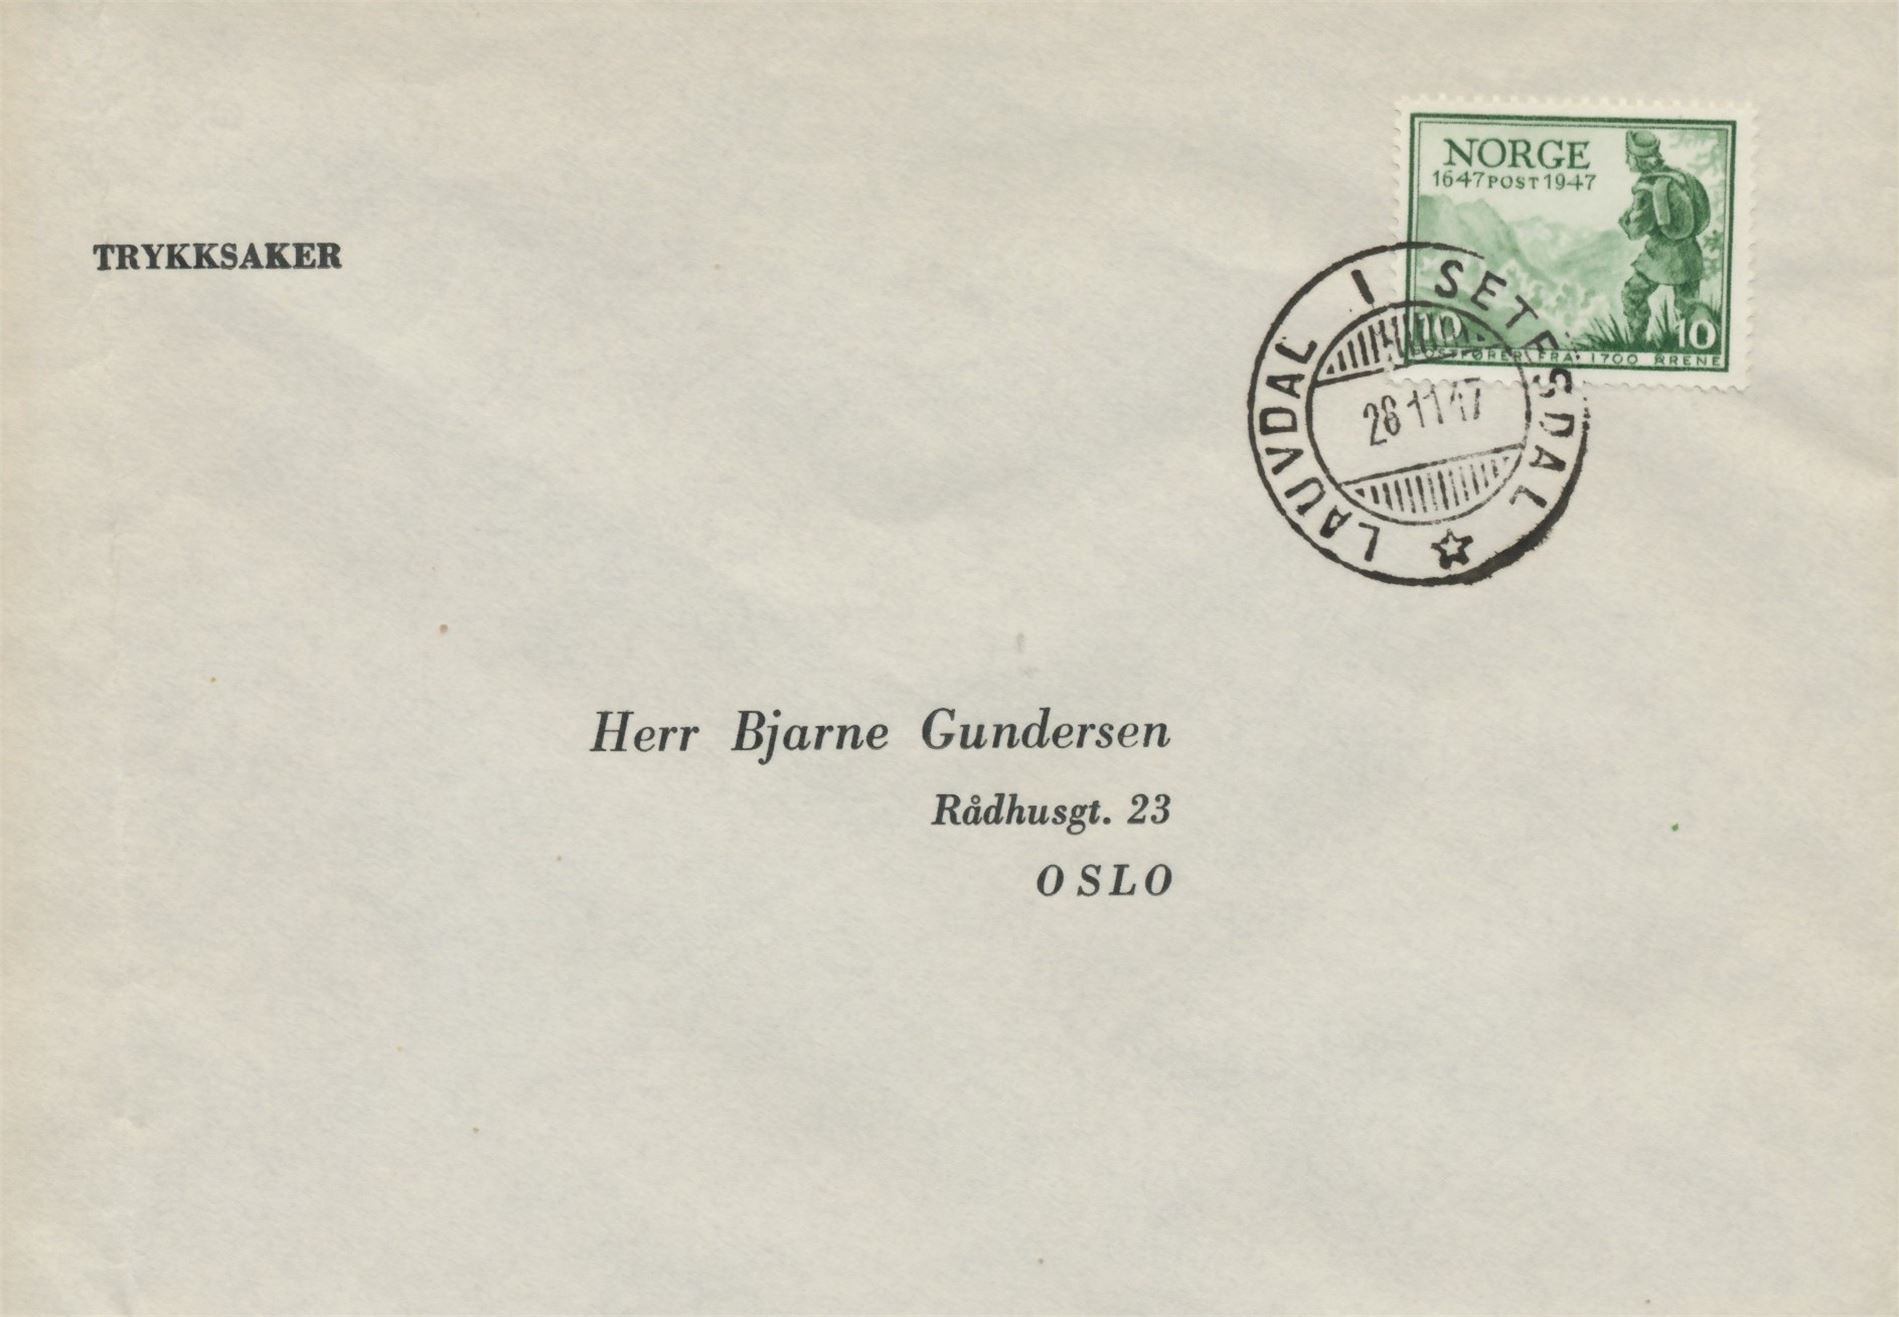 NORGE
1647 POST 1947
10 10
POSTFØRER FRA 1700 ÅRENE
TRYKKSAKER
LAUVDAL I SETESDAL
26 11 47
Herr Bjarne Gundersen
Rådhusgt. 23
OSLO